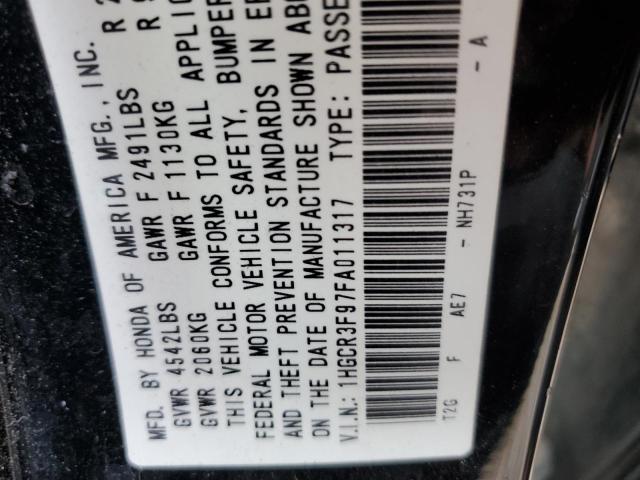 MFD. BY HONDA OF AMERICA MFG., INC.
GVWR 4542LBS GAWR F 2491LBS R
GVWR 2060KG GAWR F 1130KG R
THIS VEHICLE CONFORMS TO ALL APPLIC
FEDERAL MOTOR VEHICLE SAFETY, BUMPER
AND THEFT PREVENTION STANDARDS IN EF
ON THE DATE OF MANUFACTURE SHOWN ABO
V.I.N.: 1HGCR3F97FA011317 TYPE: PASSE
T2G F AE7 - NH731P - A